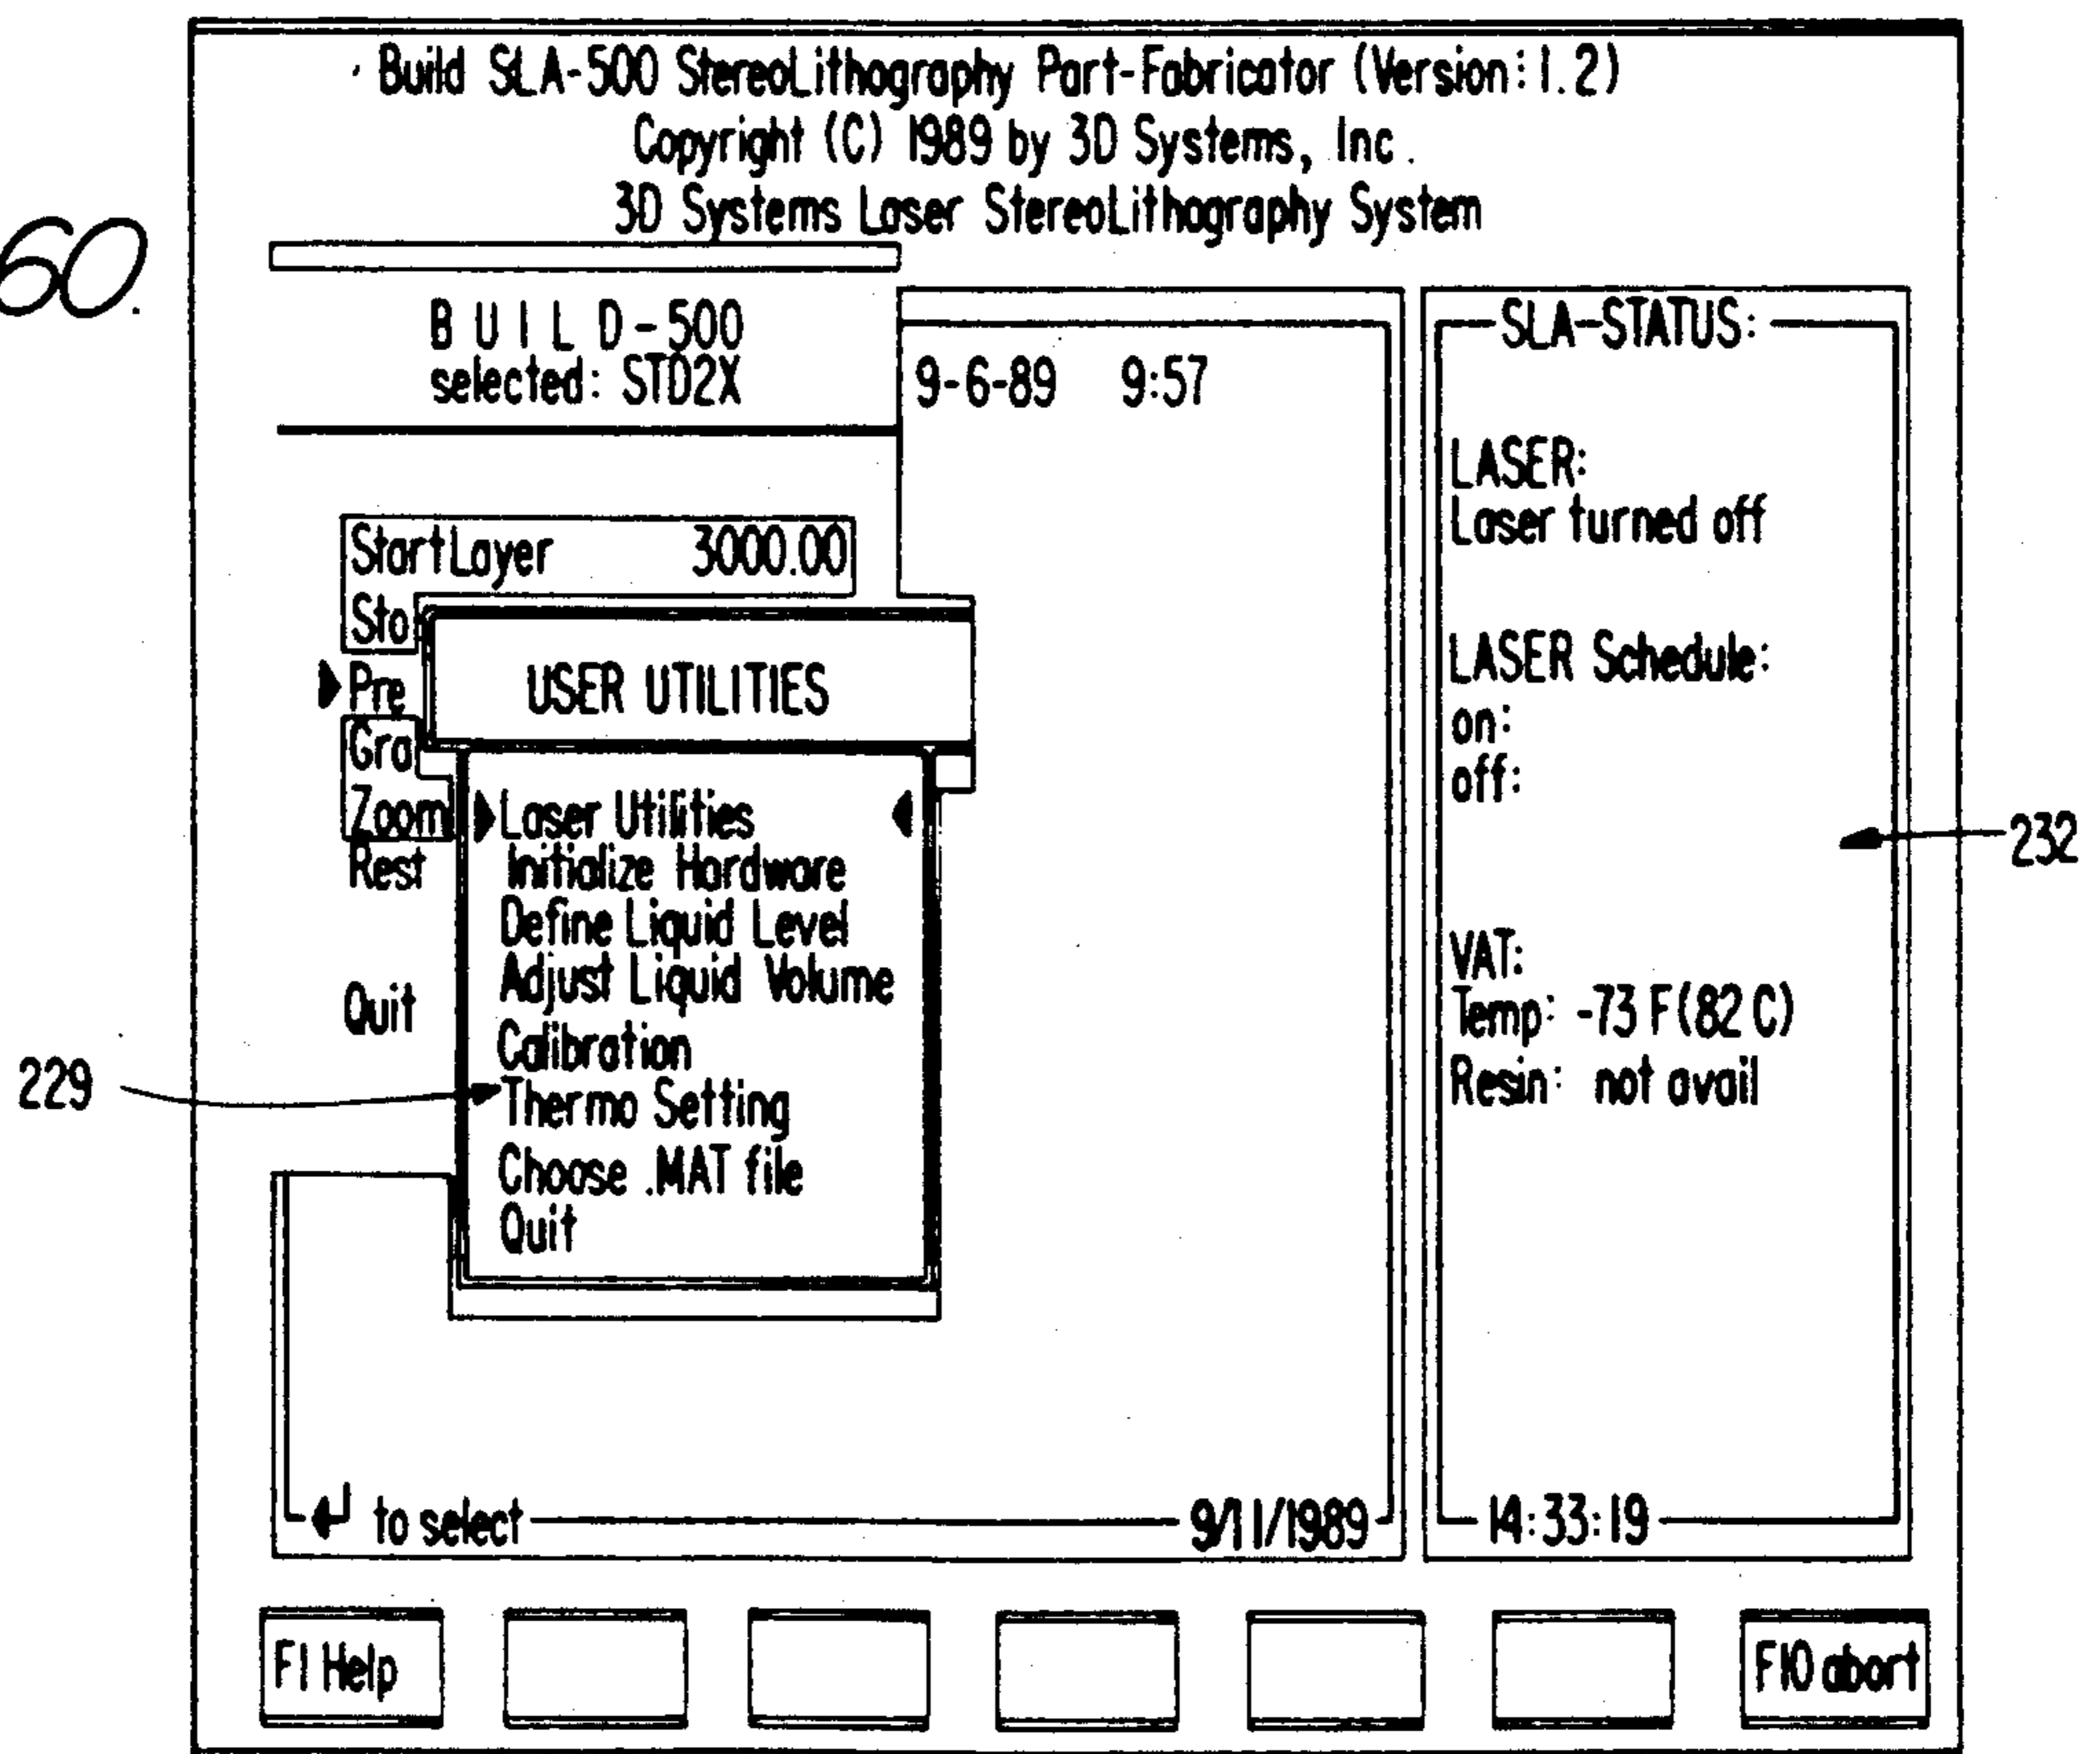 60.
Build SLA-500 StereoLithography Part-Fabricator (Version: 1.2)
Copyright (C) 1989 by 3D Systems, Inc.
3D Systems Laser StereoLithography System
B U I L D-500
selected: STD2X
9-6-89 9:57
StartLayer 3000.00
Sto
Pre
Gra
Zoom
Rest
Quit
USER UTILITIES
Laser Utilities
Initialize Hardware
Define Liquid Level
Adjust Liquid Volume
Calibration
Thermo Setting
Choose .MAT file
Quit
229
to select
9/11/1989
SLA-STATUS:
LASER:
Laser turned off
LASER Schedule:
on:
off:
VAT:
Temp: -73 F(82 C)
Resin: not avail
14:33:19
232
F1 Help
F10 abort